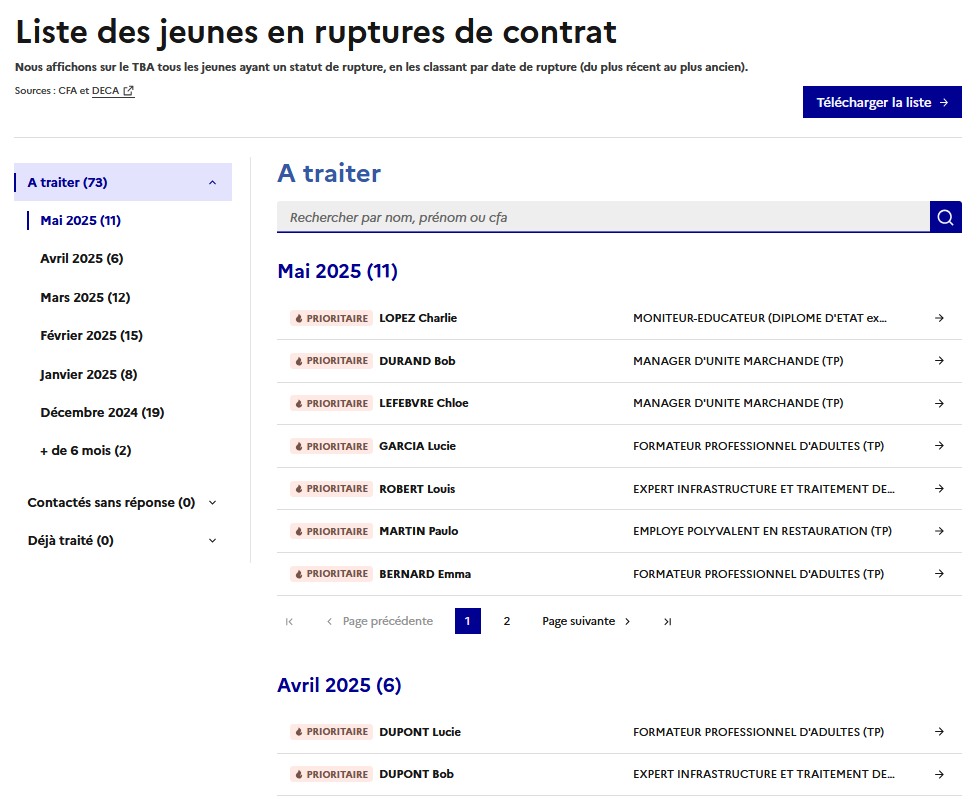 Liste des jeunes en ruptures de contrat
Nous affichons sur le TBA tous les jeunes ayant un statut de rupture, en les classant par date de rupture (du plus récent au plus ancien).
Sources : CFA et DECA
Télécharger la liste
A traiter (73)
Mai 2025 (11)
Avril 2025 (6)
Mars 2025 (12)
Février 2025 (15)
Janvier 2025 (8)
Décembre 2024 (19)
+ de 6 mois (2)
Contactés sans réponse (0)
Déjà traité (0)
A traiter
Rechercher par nom, prénom ou cfa
Mai 2025 (11)
PRIORITAIRE LOPEZ Charlie MONITEUR-EDUCATEUR (DIPLOME D'ETAT ex...
PRIORITAIRE DURAND Bob MANAGER D'UNITE MARCHANDE (TP)
PRIORITAIRE LEFEBVRE Chloe MANAGER D'UNITE MARCHANDE (TP)
PRIORITAIRE GARCIA Lucie FORMATEUR PROFESSIONNEL D'ADULTES (TP)
PRIORITAIRE ROBERT Louis EXPERT INFRASTRUCTURE ET TRAITEMENT DE...
PRIORITAIRE MARTIN Paulo EMPLOYE POLYVALENT EN RESTAURATION (TP)
PRIORITAIRE BERNARD Emma FORMATEUR PROFESSIONNEL D'ADULTES (TP)
Page précédente 1 2 Page suivante
Avril 2025 (6)
PRIORITAIRE DUPONT Lucie FORMATEUR PROFESSIONNEL D'ADULTES (TP)
PRIORITAIRE DUPONT Bob EXPERT INFRASTRUCTURE ET TRAITEMENT DE...